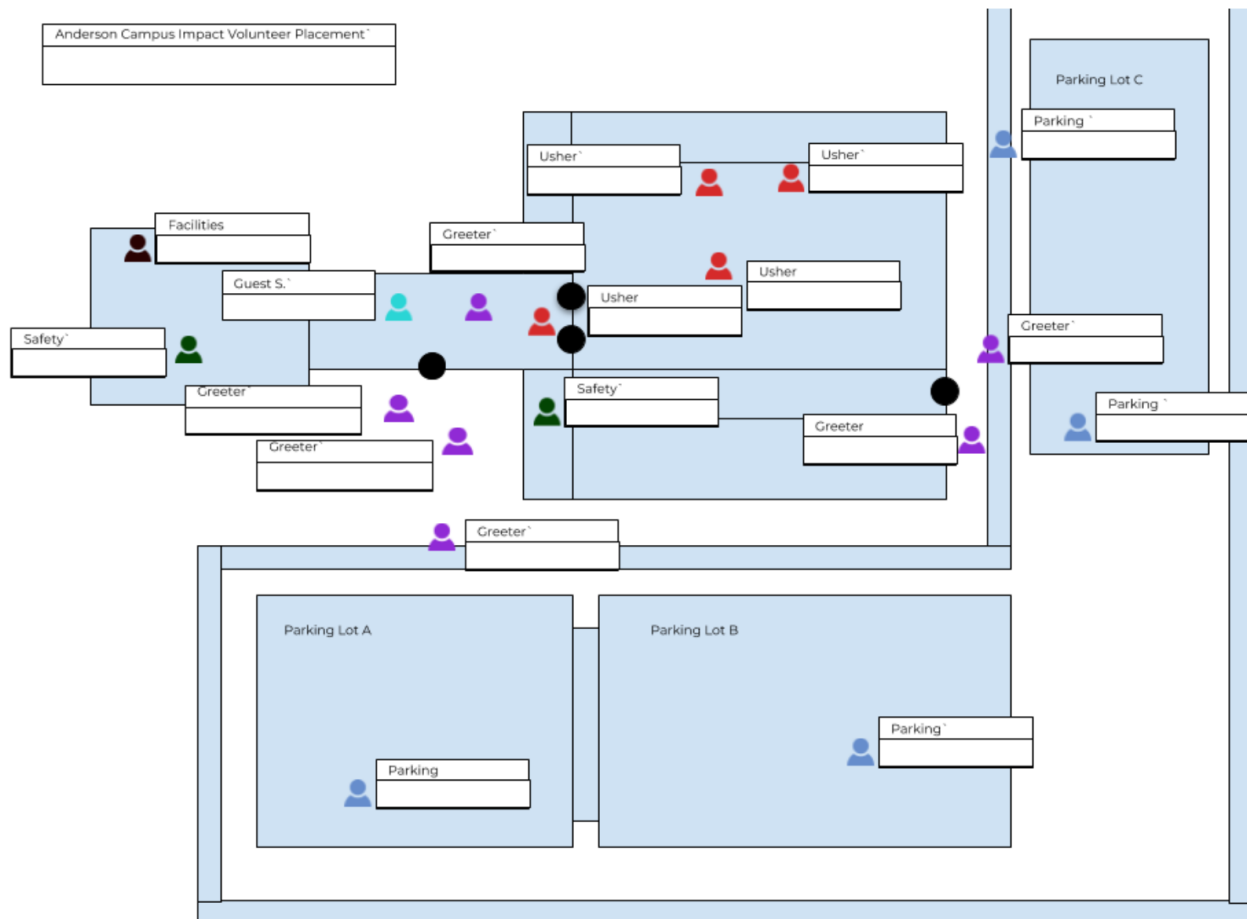 Anderson Campus Impact Volunteer Placement`
Parking Lot C
Parking `
Usher`
Usher`
Facilities
Greeter`
Guest S.`
Usher
Usher
Safety`
Greeter`
Greeter`
Safety`
Parking `
Greeter
Greeter`
Greeter`
Parking Lot A
Parking Lot B
Parking`
Parking